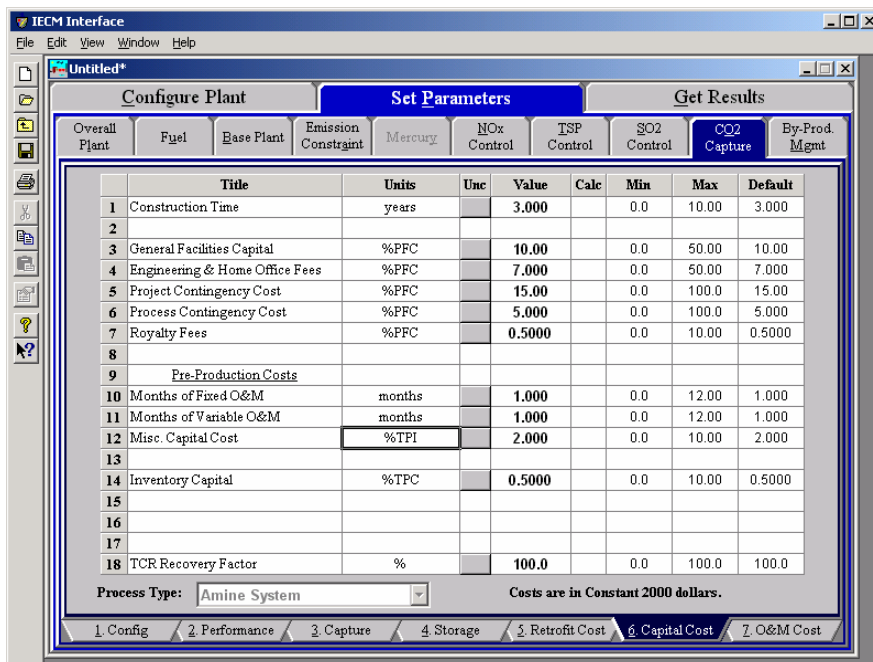 IECM Interface
File Edit View Window Help
Untitled*
Configure Plant Set Parameters Get Results
Overall Plant Fuel Base Plant Emission Constraint Mercury NOx Control TSP Control SO2 Control CO2 Capture By-Prod. Mgmt
Title Units Unc Value Calc Min Max Default
1 Construction Time years 3.000 0.0 10.00 3.000
2
3 General Facilities Capital %PFC 10.00 0.0 50.00 10.00
4 Engineering & Home Office Fees %PFC 7.000 0.0 50.00 7.000
5 Project Contingency Cost %PFC 15.00 0.0 100.0 15.00
6 Process Contingency Cost %PFC 5.000 0.0 100.0 5.000
7 Royalty Fees %PFC 0.5000 0.0 10.00 0.5000
8
9 Pre-Production Costs
10 Months of Fixed O&M months 1.000 0.0 12.00 1.000
11 Months of Variable O&M months 1.000 0.0 12.00 1.000
12 Misc. Capital Cost %TPI 2.000 0.0 10.00 2.000
13
14 Inventory Capital %TPC 0.5000 0.0 10.00 0.5000
15
16
17
18 TCR Recovery Factor % 100.0 0.0 100.0 100.0
Process Type: Amine System Costs are in Constant 2000 dollars.
1. Config 2. Performance 3. Capture 4. Storage 5. Retrofit Cost 6. Capital Cost 7. O&M Cost